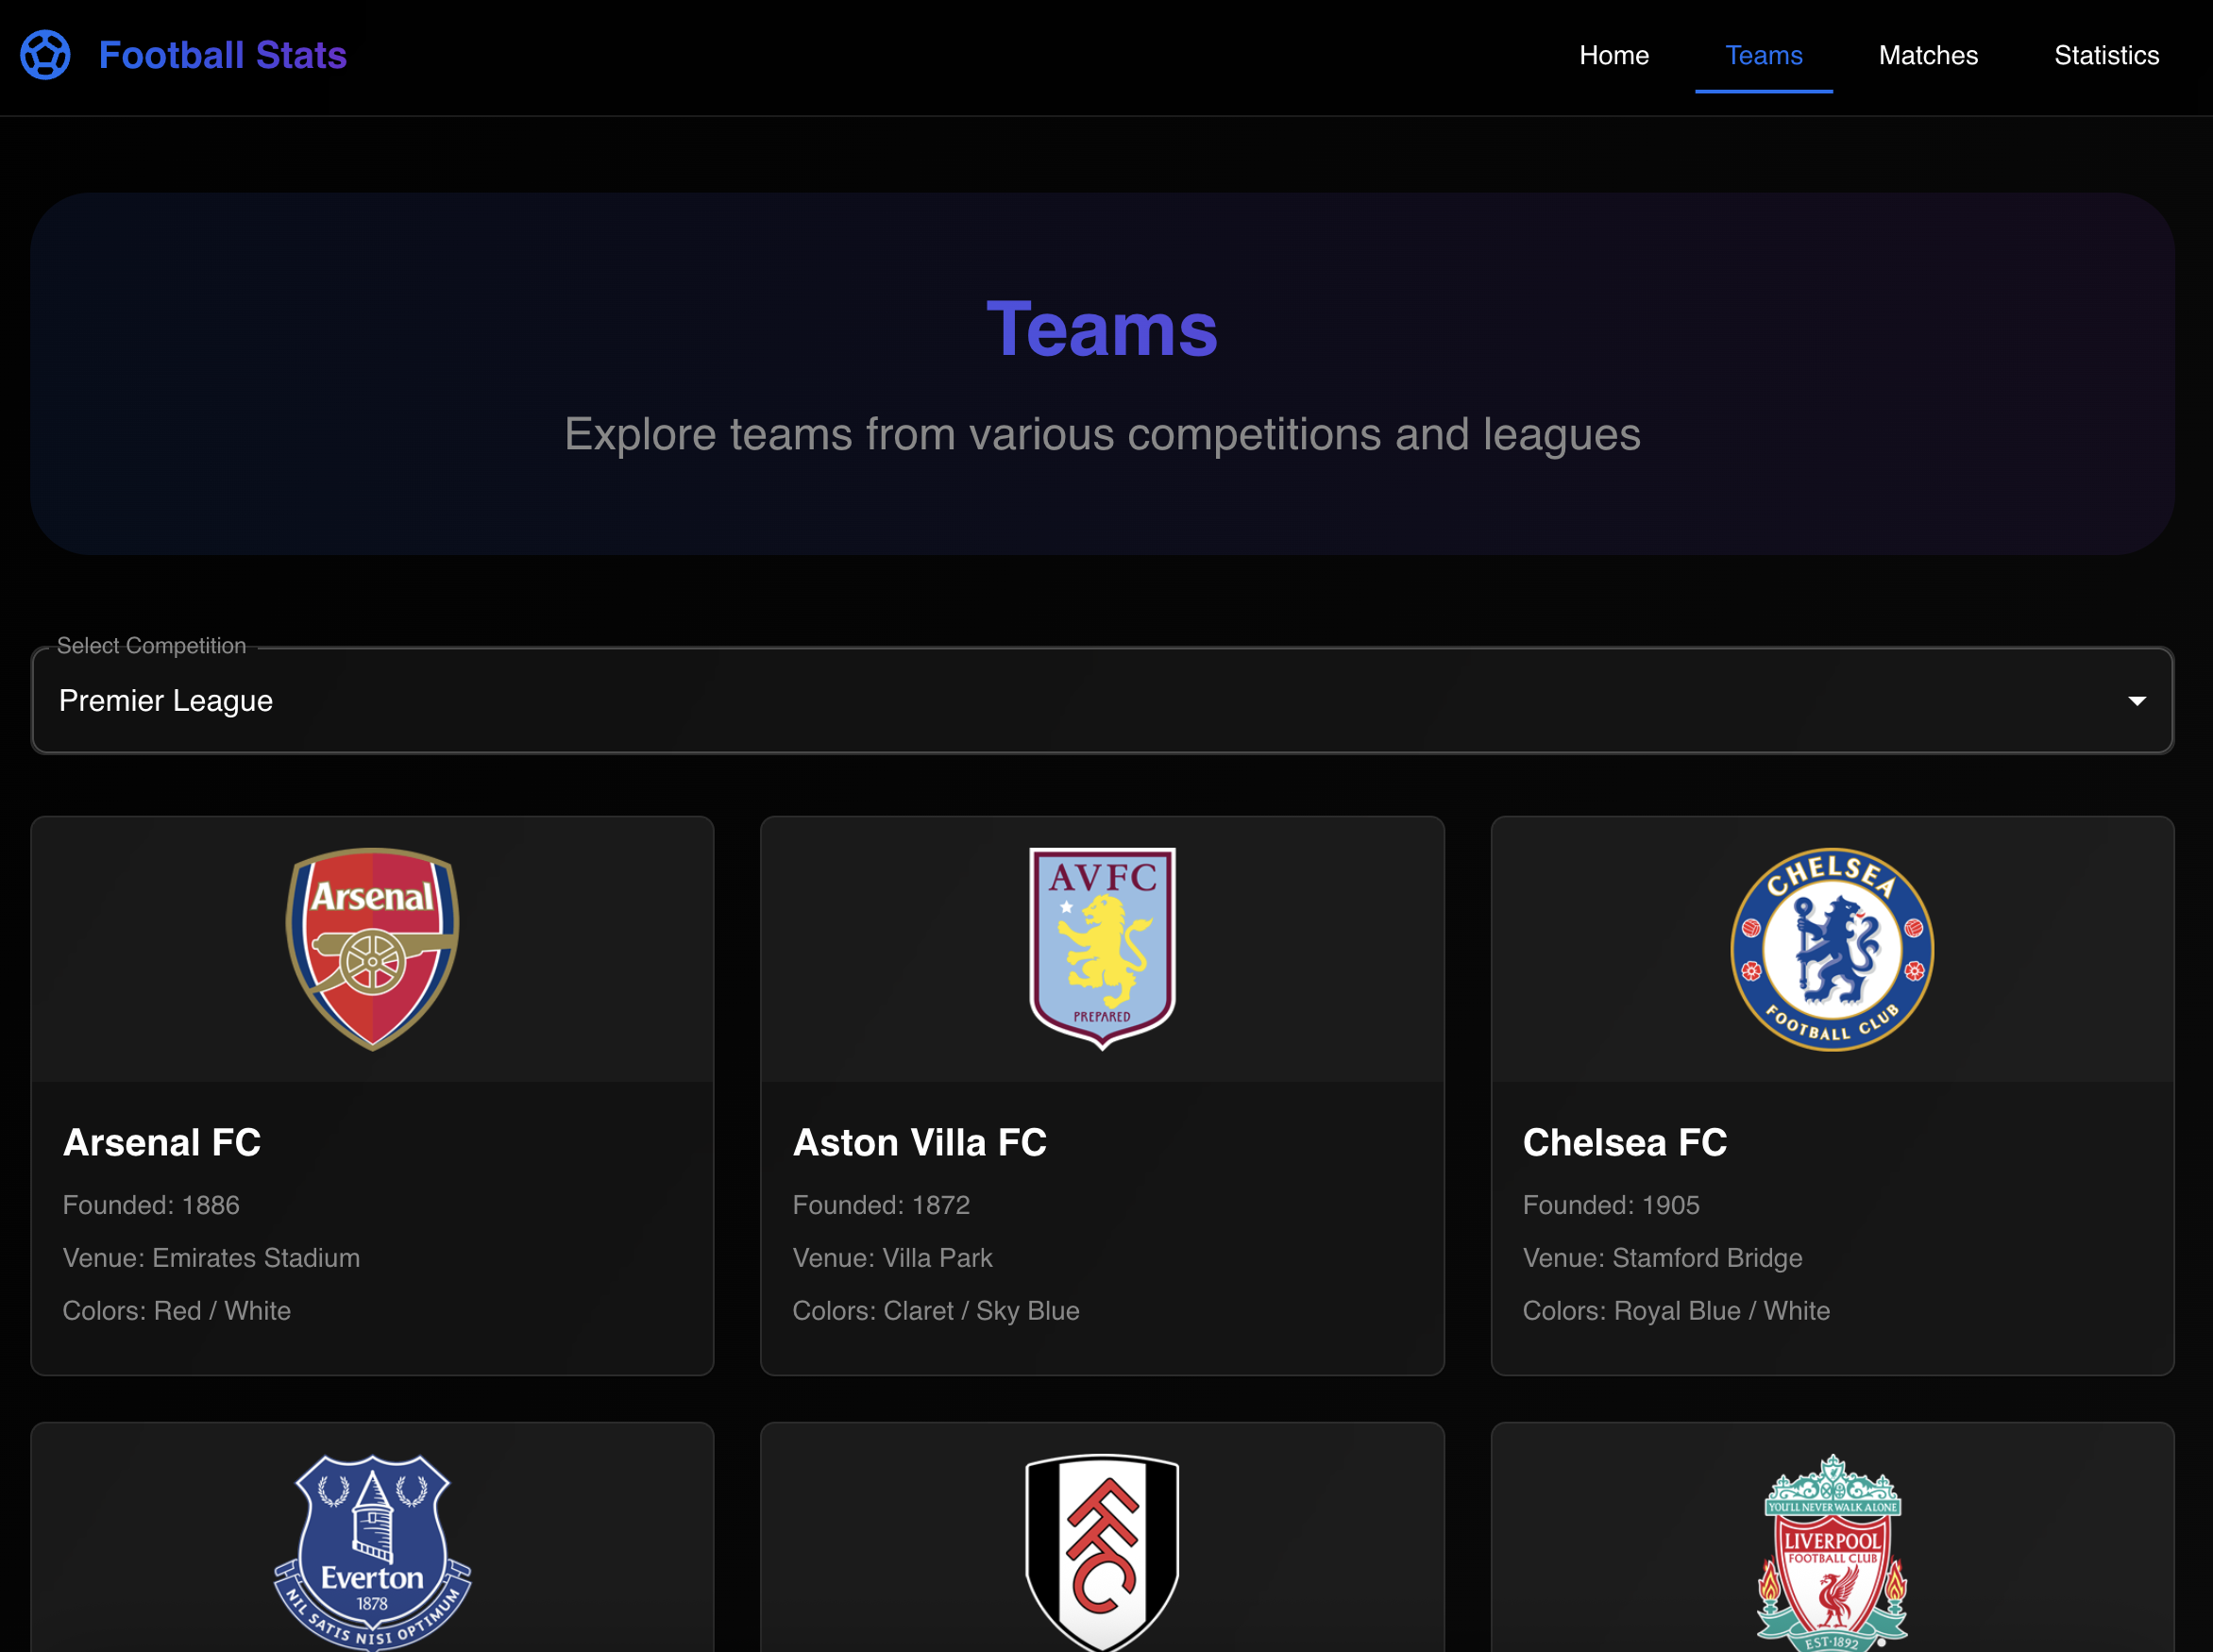 Football Stats
Home
Teams
Matches
Statistics
Teams
Explore teams from various competitions and leagues
Select Competition
Premier League
Arsenal
AVFC
PREPARED
CHELSEA
FOOTBALL CLUB
Arsenal FC
Founded: 1886
Venue: Emirates Stadium
Colors: Red / White
Aston Villa FC
Founded: 1872
Venue: Villa Park
Colors: Claret / Sky Blue
Chelsea FC
Founded: 1905
Venue: Stamford Bridge
Colors: Royal Blue / White
Everton
1878
NIL SATIS NISI OPTIMUM
FFC
YOU'LL NEVER WALK ALONE
LIVERPOOL
FOOTBALL CLUB
EST·1892